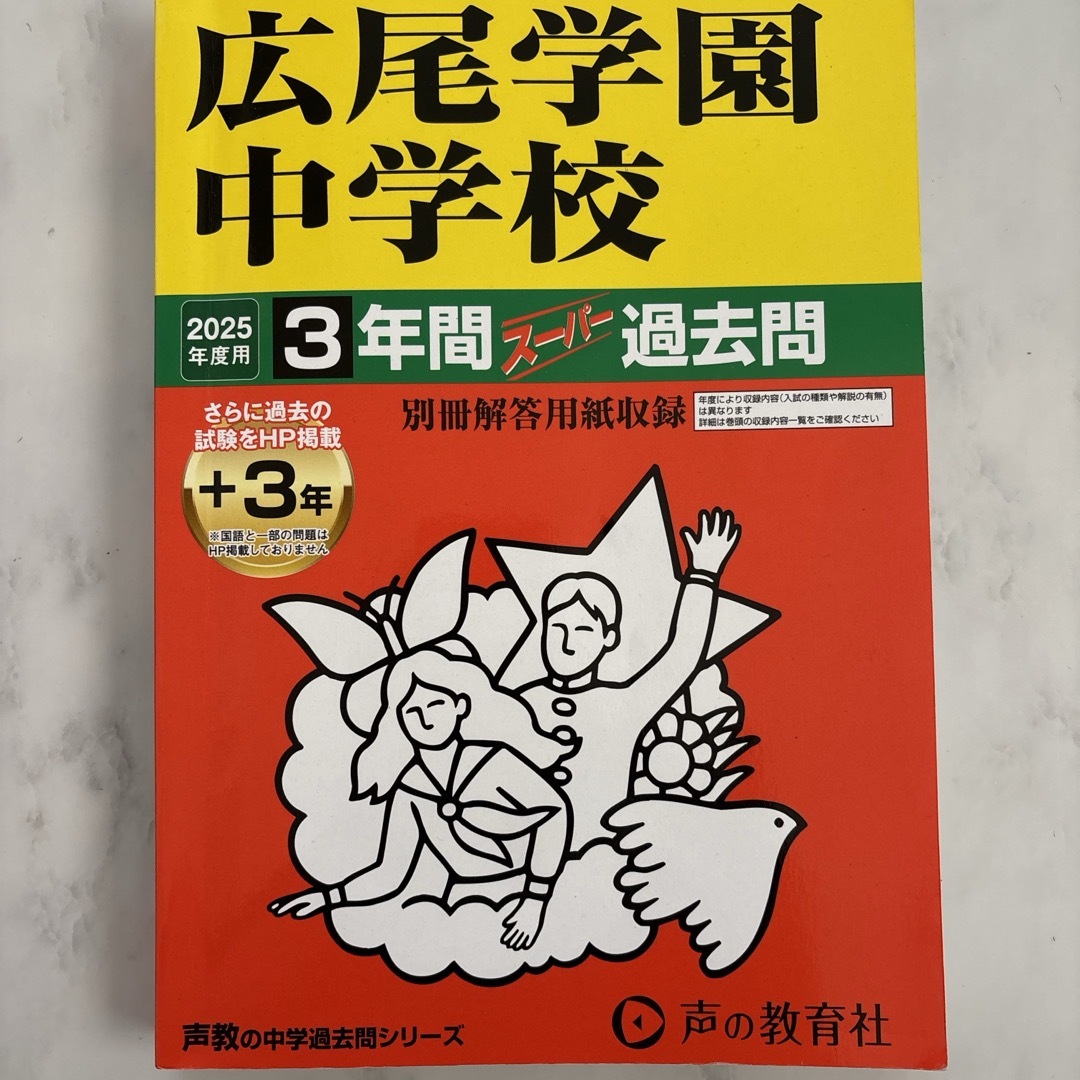 広尾学園
中学校
2025
年度用
3年間スーパー過去問
さらに過去の
試験をHP掲載
+3年
※国語と一部の問題は
HP掲載しておりません
別冊解答用紙収録
年度により収録内容(入試の種類や解説の有無)
は異なります
詳細は巻頭の収録内容一覧をご確認ください
声教の中学過去問シリーズ
声の教育社